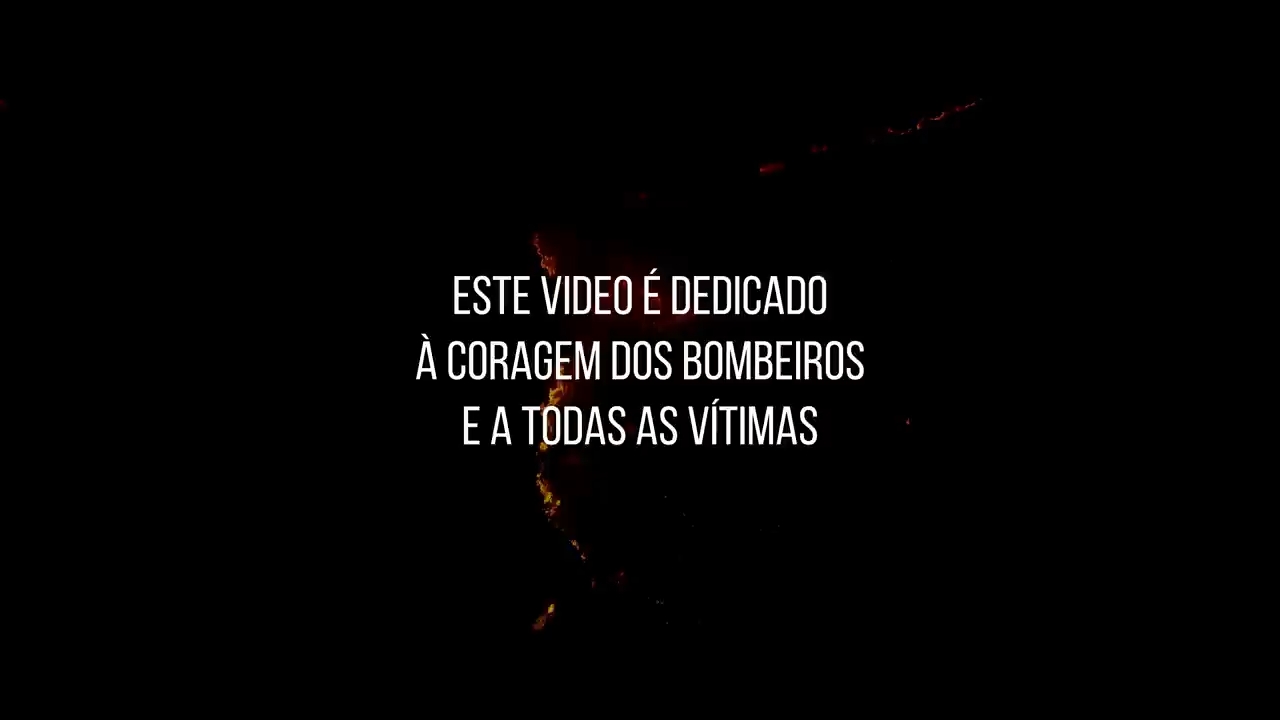 ESTE VIDEO É DEDICADO
À CORAGEM DOS BOMBEIROS
E A TODAS AS VÍTIMAS